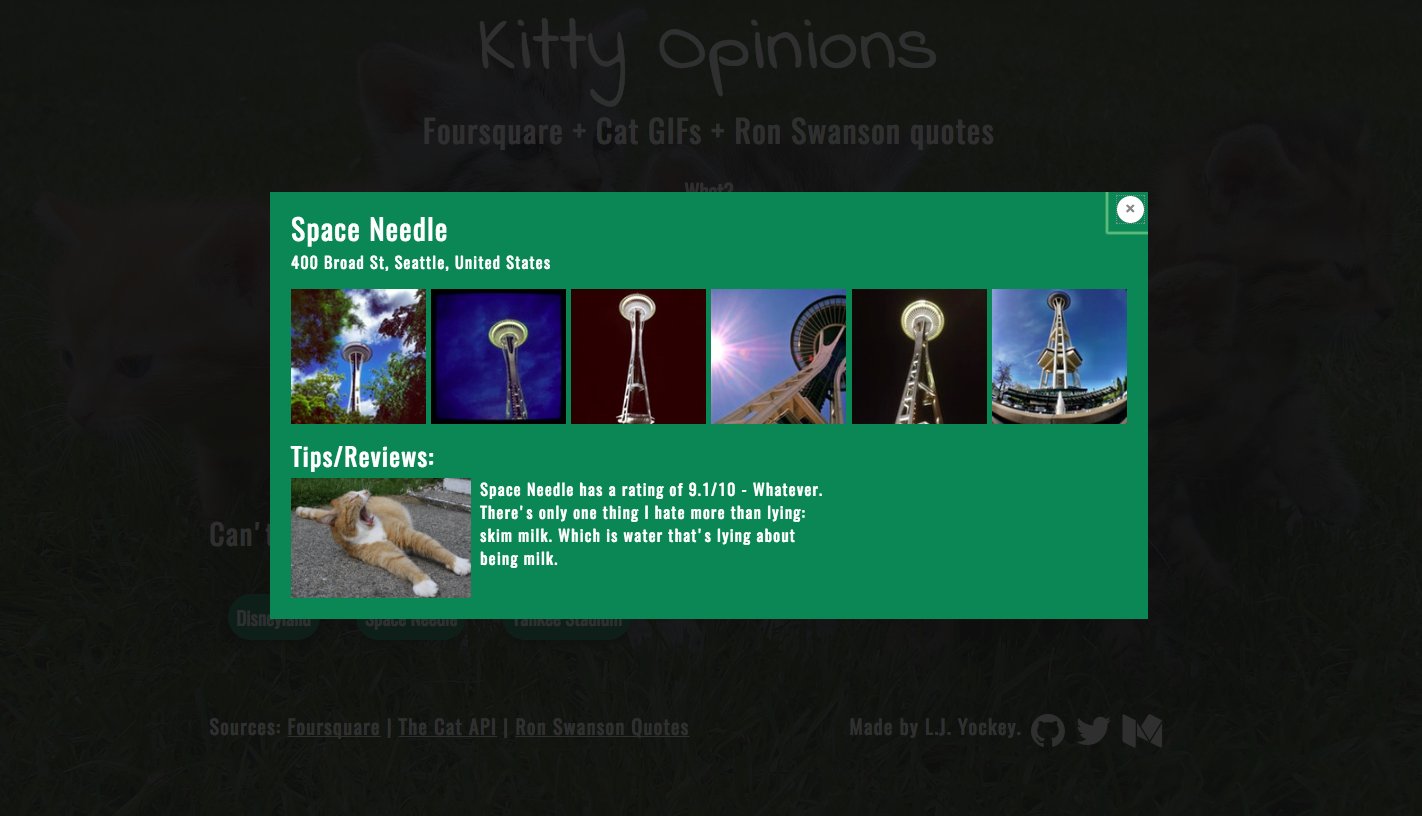 Kitty Opinions
Foursquare + Cat GIFs + Ron Swanson quotes
What?
×
Space Needle
400 Broad St, Seattle, United States
Tips/Reviews:
Space Needle has a rating of 9.1/10 - Whatever.
There's only one thing I hate more than lying:
skim milk. Which is water that's lying about
being milk.
Can't
Disneyland Space Needle Yankee Stadium
Sources: Foursquare | The Cat API | Ron Swanson Quotes
Made by L.J. Yockey.